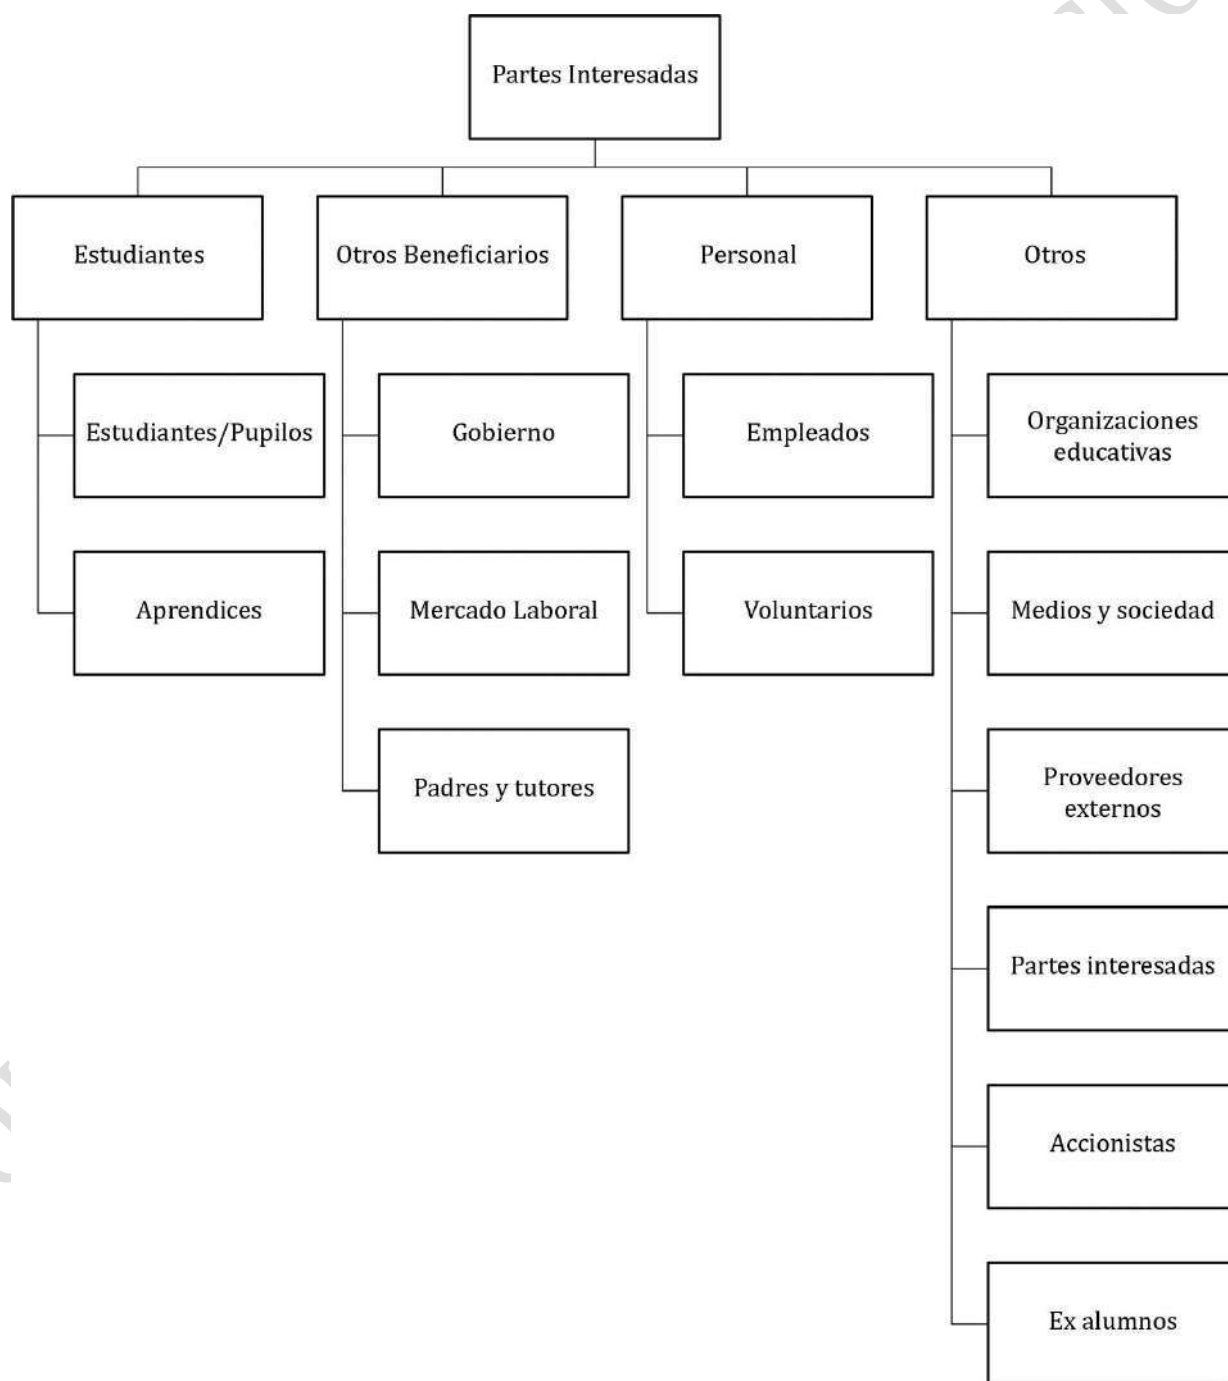 Partes Interesadas
Estudiantes
Otros Beneficiarios
Personal
Otros
Estudiantes/Pupilos
Gobierno
Empleados
Organizaciones
educativas
Aprendices
Mercado Laboral
Voluntarios
Medios y sociedad
Padres y tutores
Proveedores
externos
Partes interesadas
Accionistas
Ex alumnos